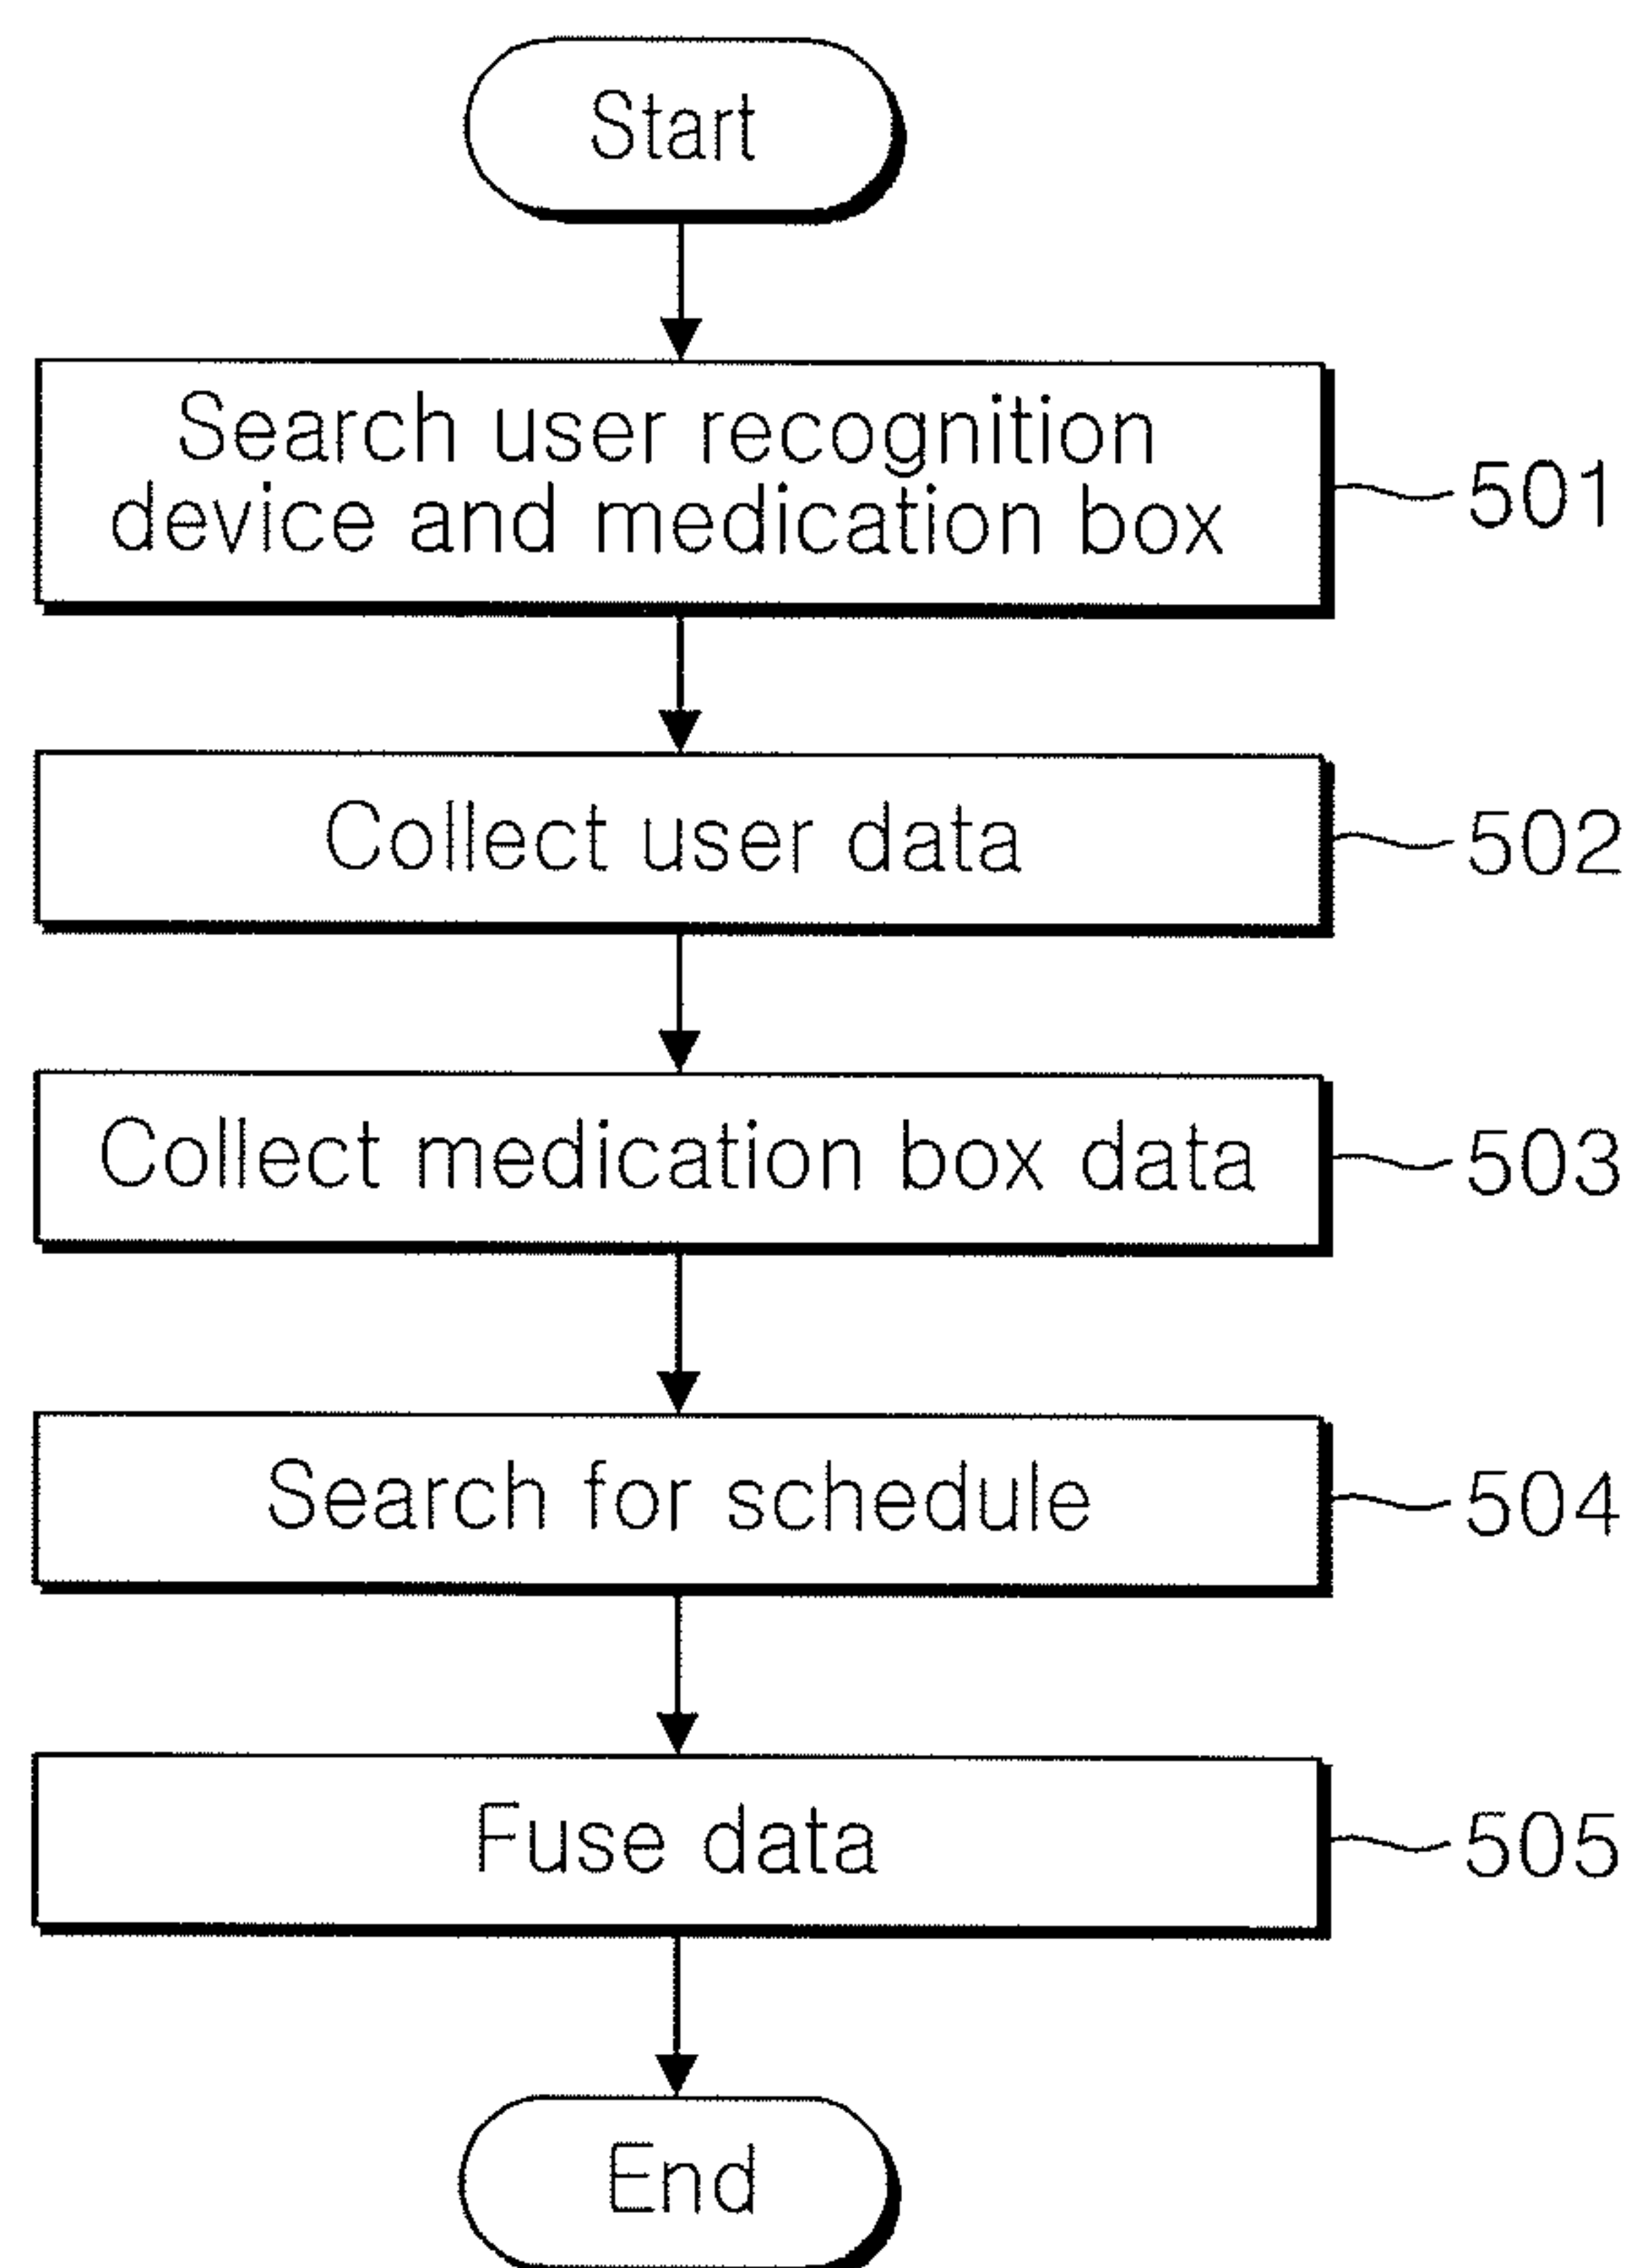 Start
Search user recognition
device and medication box
501
Collect user data
502
Collect medication box data
503
Search for schedule
504
Fuse data
505
End